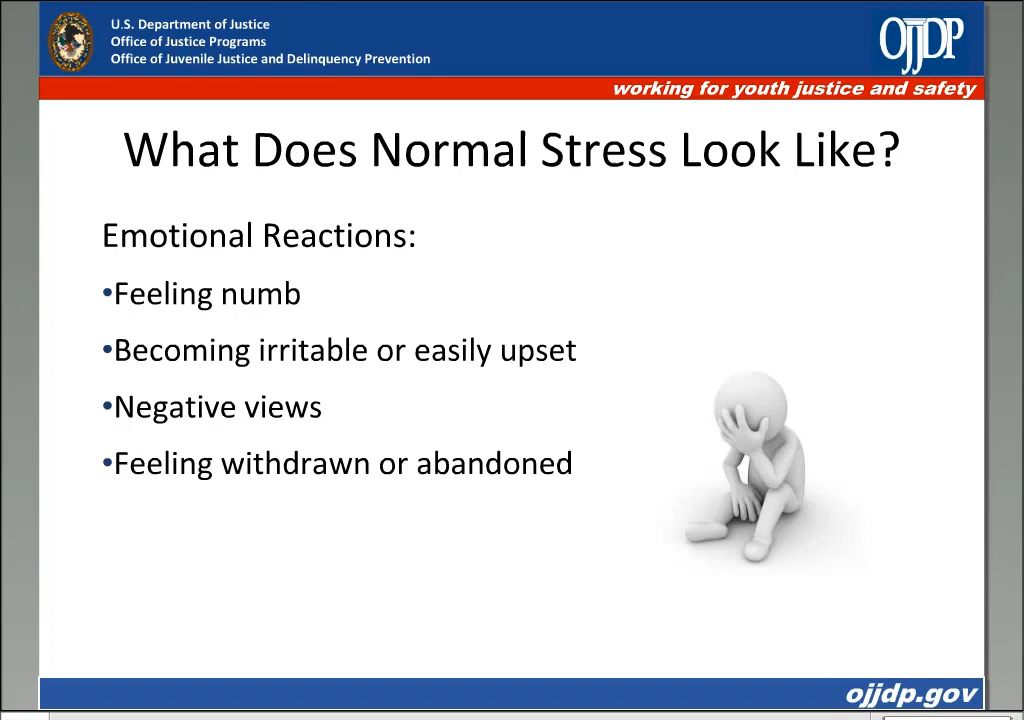 U.S. Department of Justice
Office of Justice Programs
Office of Juvenile Justice and Delinquency Prevention
OJJDP
working for youth justice and safety
What Does Normal Stress Look Like?
Emotional Reactions:
•Feeling numb
•Becoming irritable or easily upset
•Negative views
•Feeling withdrawn or abandoned
ojjdp.gov